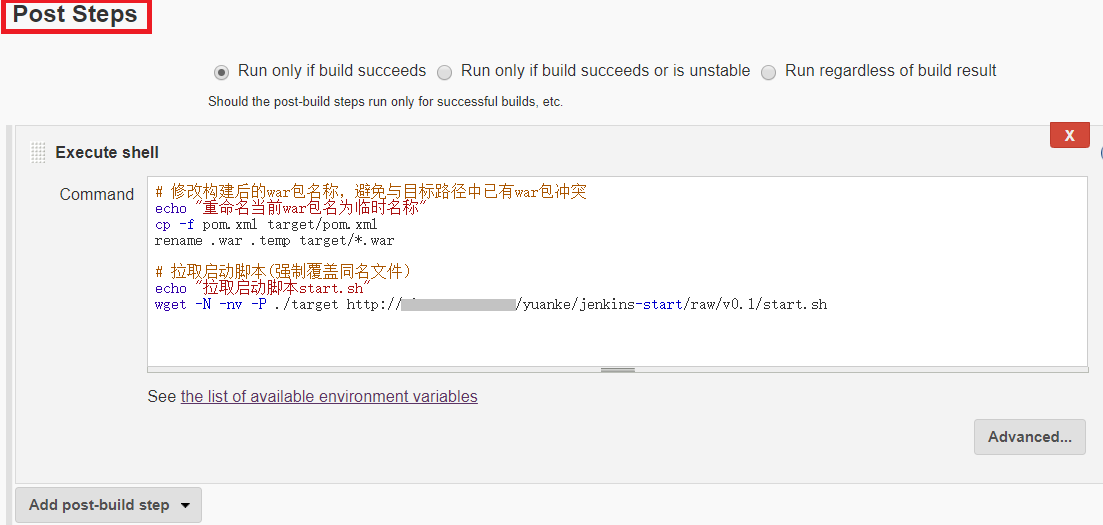 Post Steps
Run only if build succeeds Run only if build succeeds or is unstable Run regardless of build result
Should the post-build steps run only for successful builds, etc.
X
Execute shell
Command
# 修改构建后的war包名称，避免与目标路径中已有war包冲突
echo "重命名当前war包名为临时名称"
cp -f pom.xml target/pom.xml
rename .war .temp target/*.war
# 拉取启动脚本(强制覆盖同名文件)
echo "拉取启动脚本start.sh"
wget -N -nv -P ./target http:///yuanke/jenkins-start/raw/v0.1/start.sh
See the list of available environment variables
Advanced...
Add post-build step